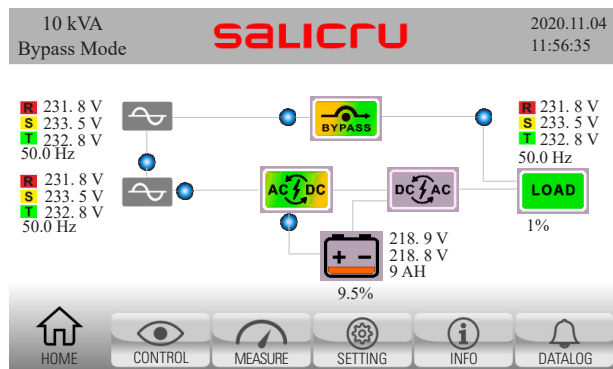 10 kVA
Bypass Mode
salicru
2020.11.04
11:56:35
R 231. 8 V
S 233. 5 V
T 232. 8 V
50.0 Hz
BYPASS
R 231. 8 V
S 233. 5 V
T 232. 8 V
50.0 Hz
R 231. 8 V
S 233. 5 V
T 232. 8 V
50.0 Hz
AC DC
DC AC
LOAD
1%
+ -
218. 9 V
218. 8 V
9 AH
9.5%
HOME
CONTROL
MEASURE
SETTING
i
INFO
DATALOG